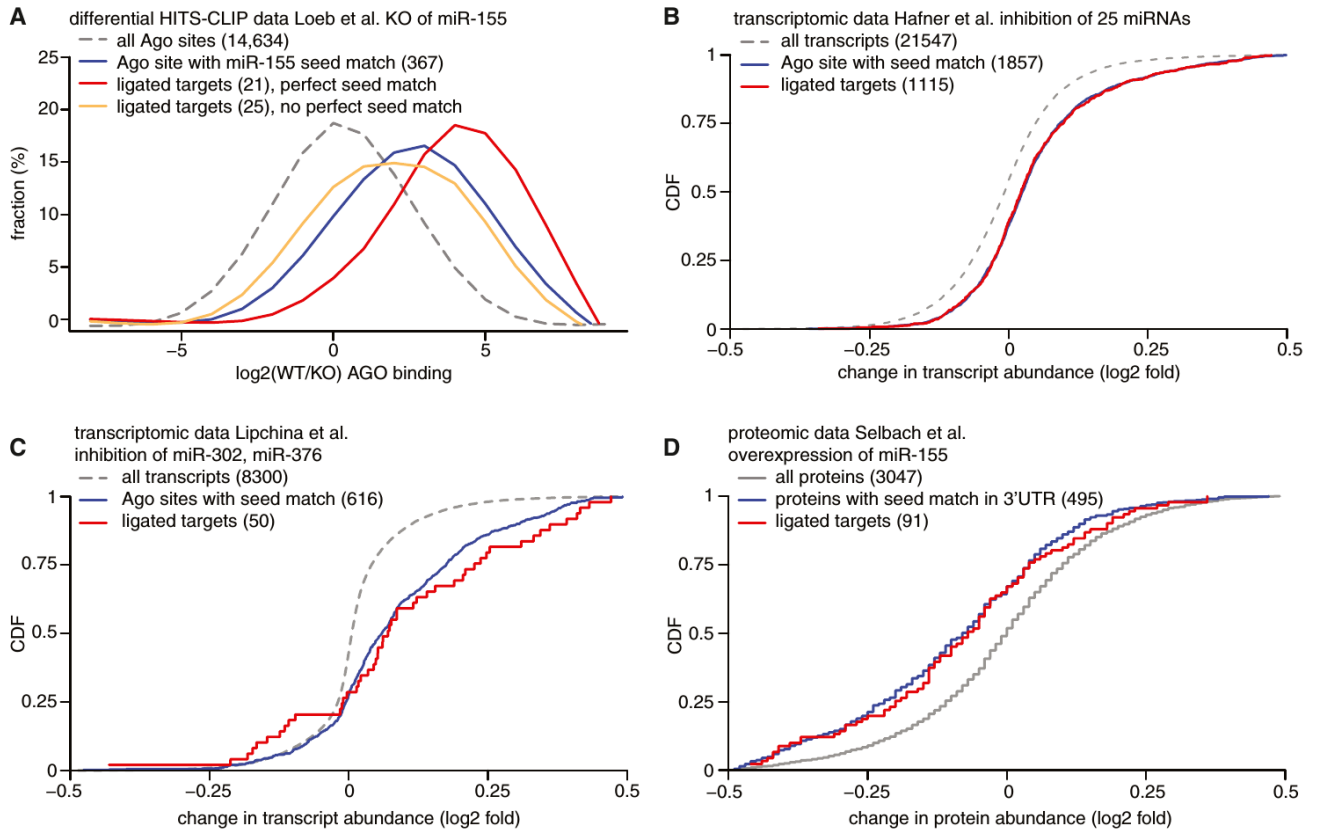 A
differential HITS-CLIP data Loeb et al. KO of miR-155
all Ago sites (14,634)
Ago site with miR-155 seed match (367)
ligated targets (21), perfect seed match
ligated targets (25), no perfect seed match
25
20
15
10
5
0
fraction (%)
−5
0
5
log2(WT/KO) AGO binding
B
transcriptomic data Hafner et al. inhibition of 25 miRNAs
all transcripts (21547)
Ago site with seed match (1857)
ligated targets (1115)
1
0.75
0.5
0.25
0
CDF
−0.5
−0.25
0
0.25
0.5
change in transcript abundance (log2 fold)
C
transcriptomic data Lipchina et al.
inhibition of miR-302, miR-376
all transcripts (8300)
Ago sites with seed match (616)
ligated targets (50)
1
0.75
0.5
0.25
0
CDF
−0.5
−0.25
0
0.25
0.5
change in transcript abundance (log2 fold)
D
proteomic data Selbach et al.
overexpression of miR-155
all proteins (3047)
proteins with seed match in 3'UTR (495)
ligated targets (91)
1
0.75
0.5
0.25
0
CDF
−0.5
−0.25
0
0.25
0.5
change in protein abundance (log2 fold)